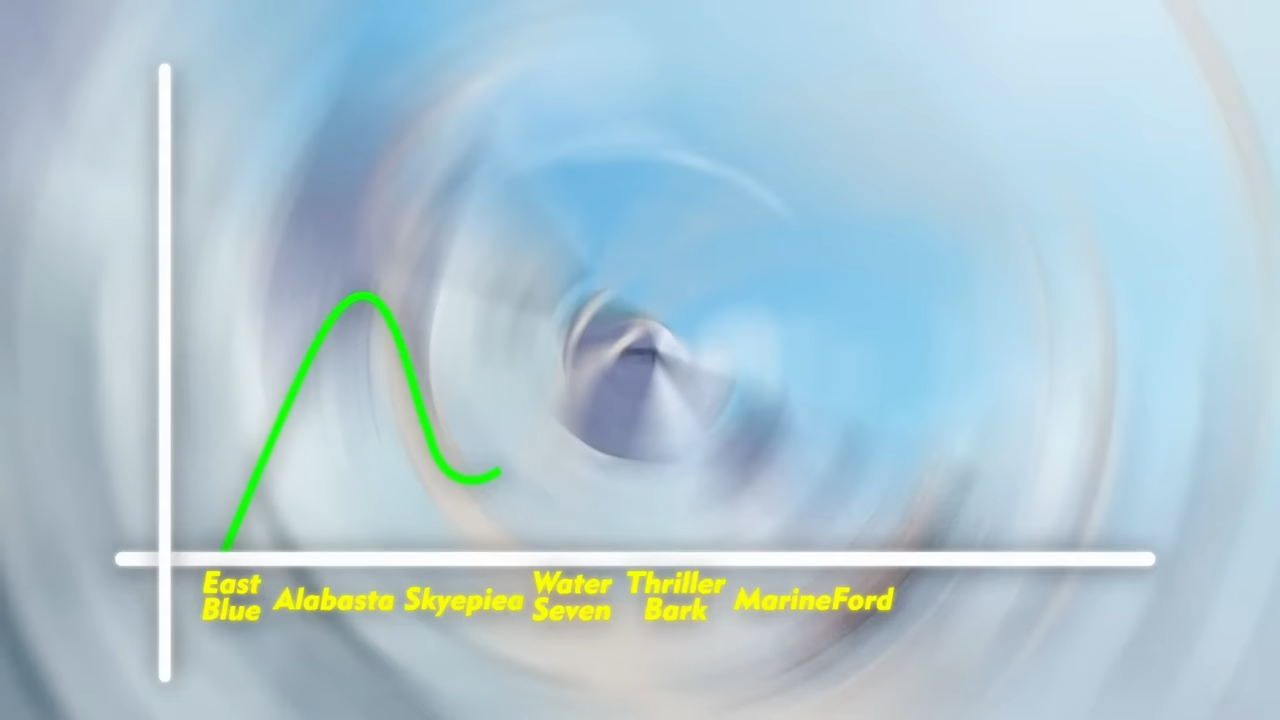 East
Blue
Alabasta
Skyepiea
Water
Seven
Thriller
Bark
MarineFord